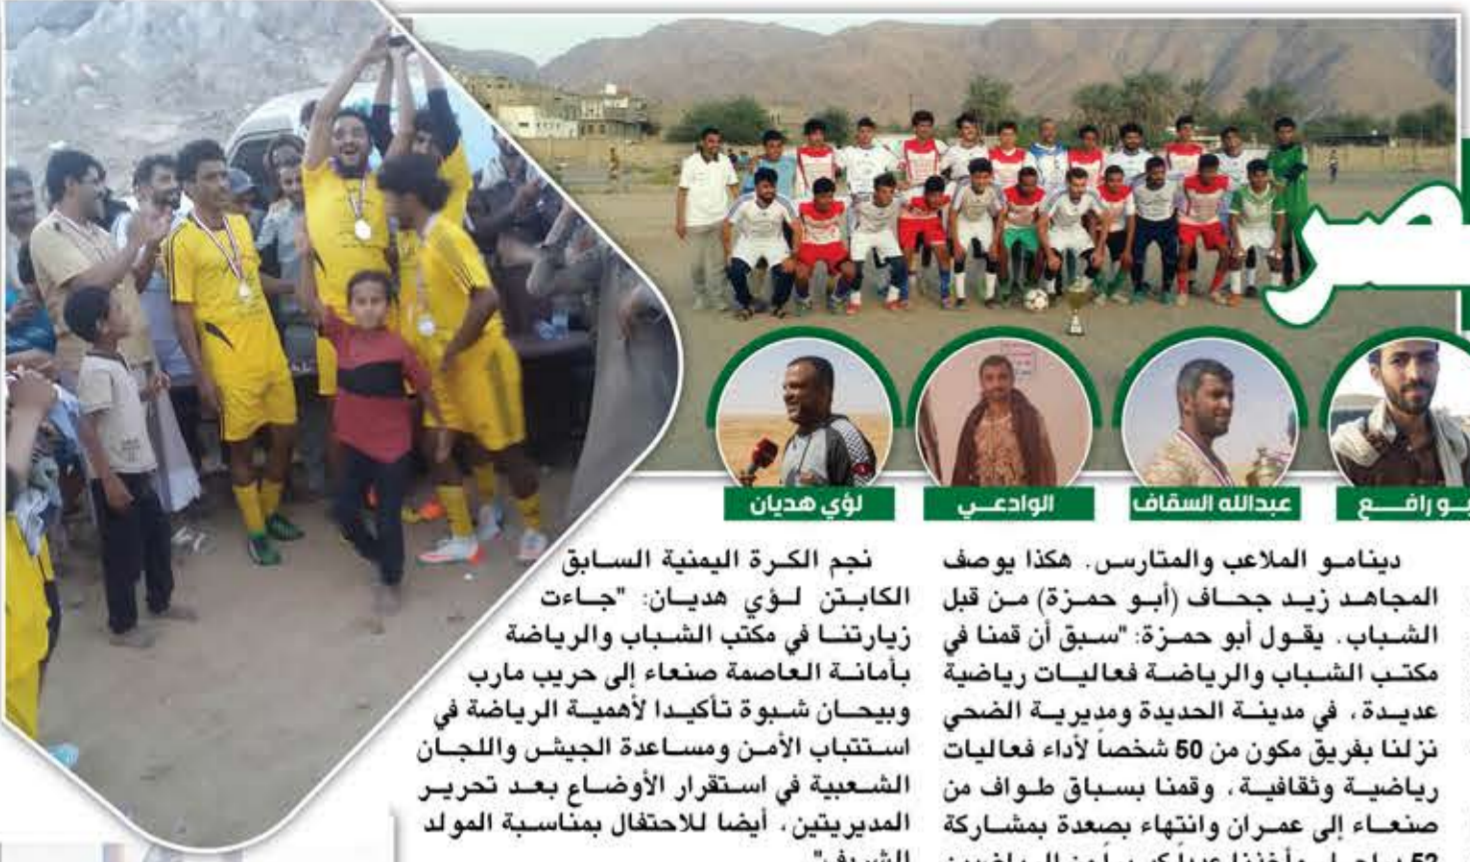 صر
بو رافع
عبدالله السقاف
الوادعي
لؤي هديان
دينامو الملاعب والمتارس. هكذا يوصف
المجاهد زيد جحاف (أبو حمزة) من قبل
الشباب. يقول أبو حمزة: "سبق أن قمنا في
مكتب الشباب والرياضة فعاليات رياضية
عديدة، في مدينة الحديدة ومديرية الضحي
نزلنا بفريق مكون من 50 شخصاً لأداء فعاليات
رياضية وثقافية، وقمنا بسباق طواف من
صنعاء إلى عمران وانتهاء بصعدة بمشاركة
نجم الكرة اليمنية السابق
الكابتن لؤي هديان: "جاءت
زيارتنا في مكتب الشباب والرياضة
بأمانة العاصمة صنعاء إلى حريب مارب
وبيحان شبوة تأكيدا لأهمية الرياضة في
استتباب الأمن ومساعدة الجيش واللجان
الشعبية في استقرار الأوضاع بعد تحرير
المديريتين، أيضا للاحتفال بمناسبة المولد
الشريف"